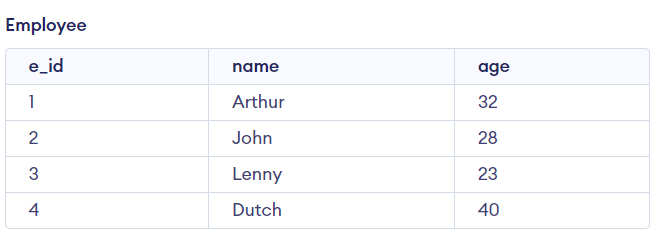 Employee
e_id name age
1 Arthur 32
2 John 28
3 Lenny 23
4 Dutch 40